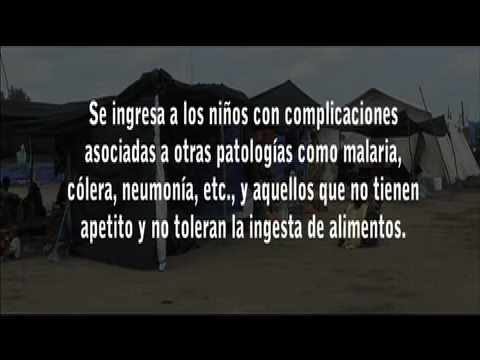 Se ingresa a los niños con complicaciones
asociadas a otras patologías como malaria,
cólera, neumonía, etc., y aquellos que no tienen
apetito y no toleran la ingesta de alimentos.